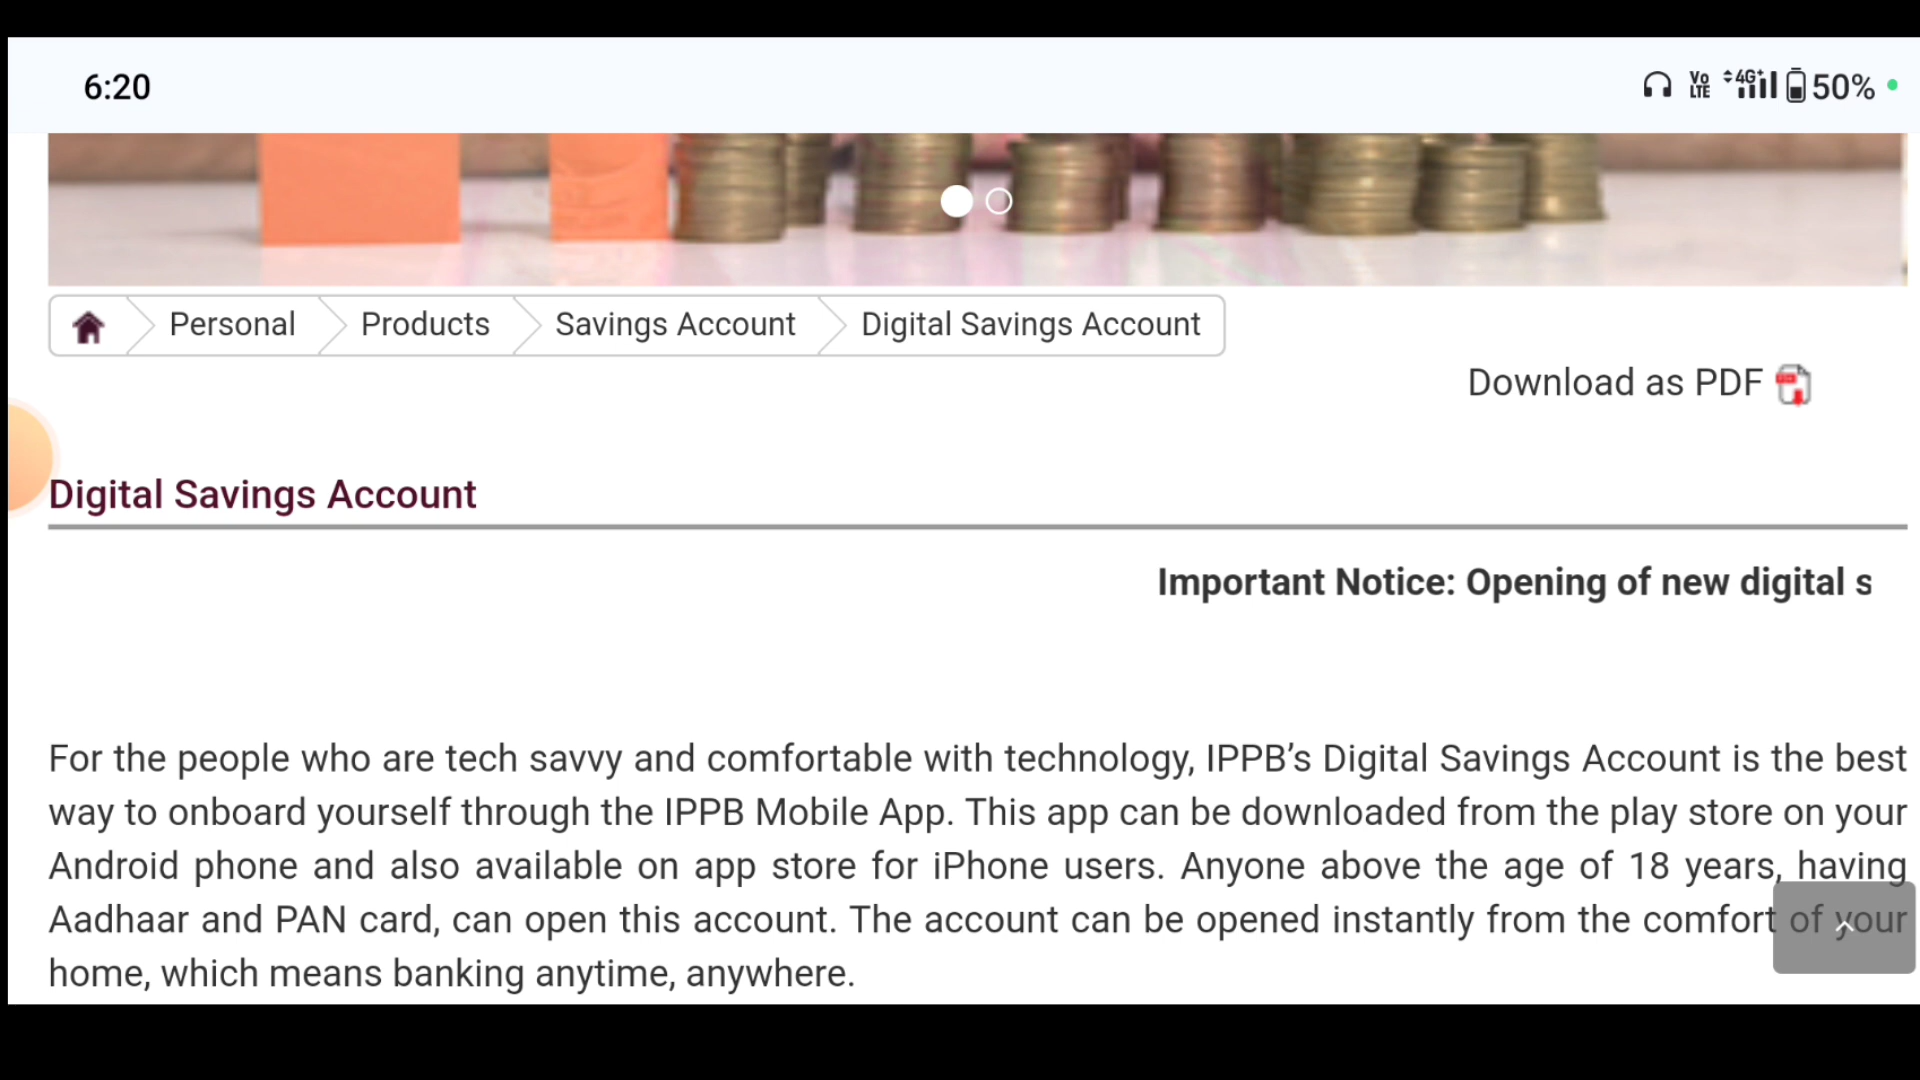 6:20
Vo LTE 4G+ 50%
Personal Products Savings Account Digital Savings Account
Download as PDF
Digital Savings Account
Important Notice: Opening of new digital s
For the people who are tech savvy and comfortable with technology, IPPB’s Digital Savings Account is the best
way to onboard yourself through the IPPB Mobile App. This app can be downloaded from the play store on your
Android phone and also available on app store for iPhone users. Anyone above the age of 18 years, having
Aadhaar and PAN card, can open this account. The account can be opened instantly from the comfort of your
home, which means banking anytime, anywhere.